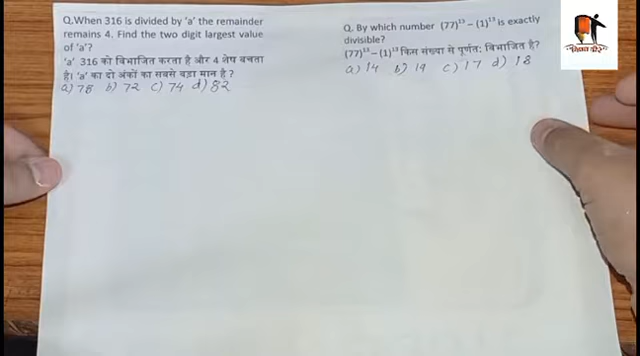 Q.When 316 is divided by 'a' the remainder
remains 4. Find the two digit largest value
of 'a'?
'a' 316 को विभाजित करता है और 4 शेष बचता
है। 'a' का दो अंकों का सबसे बड़ा मान है ?
a) 78 b) 72 c) 74 d) 82
Q. By which number (77)¹³ – (1)¹³ is exactly
divisible?
(77)¹³ – (1)¹³ किस संख्या से पूर्णत: विभाजित है?
a) 14 b) 19 c) 17 d) 18